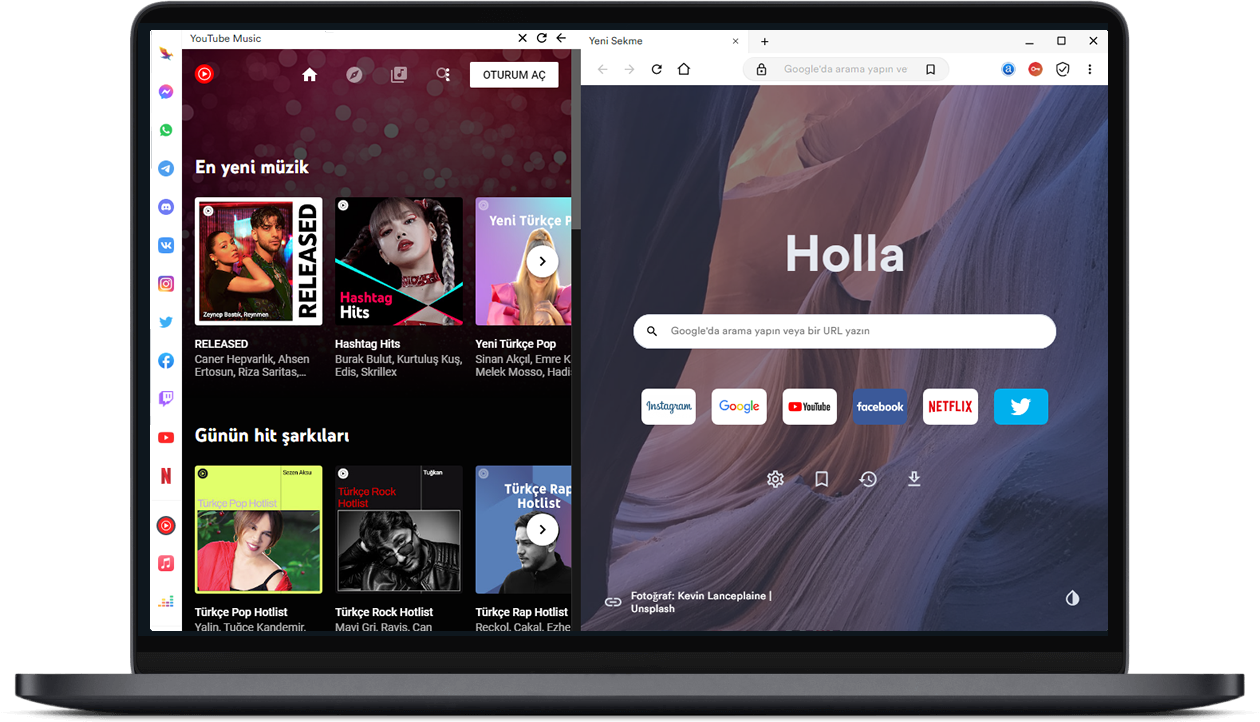 YouTube Music
OTURUM AÇ
En yeni müzik
RELEASED
Zeynep Bastık, Reynmen
Hashtag
Hits
Yeni Türkçe P
RELEASED
Caner Hepvarlık, Ahsen
Ertosun, Riza Saritas,...
Hashtag Hits
Burak Bulut, Kurtuluş Kuş,
Edis, Skrillex
Yeni Türkçe Pop
Sinan Akçıl, Emre K
Melek Mosso, Hadi
Günün hit şarkıları
Sezen Aksu
Türkçe Pop Hotlist
Tuğkan
Türkçe Rock
Hotlist
Türkçe Rap
Hotlist
Türkçe Pop Hotlist
Yalın, Tuğçe Kandemir,
Türkçe Rock Hotlist
Mavi Gri, Raviş, Can
Türkçe Rap Hotlist
Reckol, Çakal, Ezhe
Yeni Sekme
Google'da arama yapın ve
a
Holla
Google'da arama yapın veya bir URL yazın
Instagram
Google
YouTube
facebook
NETFLIX
Fotoğraf: Kevin Lanceplaine |
Unsplash